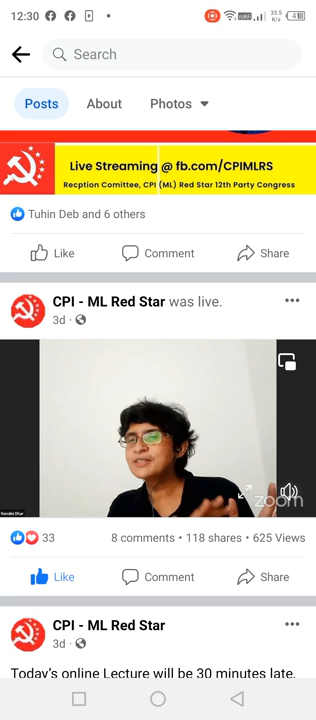 12:30
33.5
K/s
Search
Posts
About
Photos
Live Streaming @ fb.com/CPIMLRS
Recption Comittee, CPI (ML) Red Star 12th Party Congress
Tuhin Deb and 6 others
Like
Comment
Share
CPI - ML Red Star was live.
3d
zoom
33
8 comments • 118 shares • 625 Views
Like
Comment
Share
CPI - ML Red Star
3d
Today's online Lecture will be 30 minutes late.